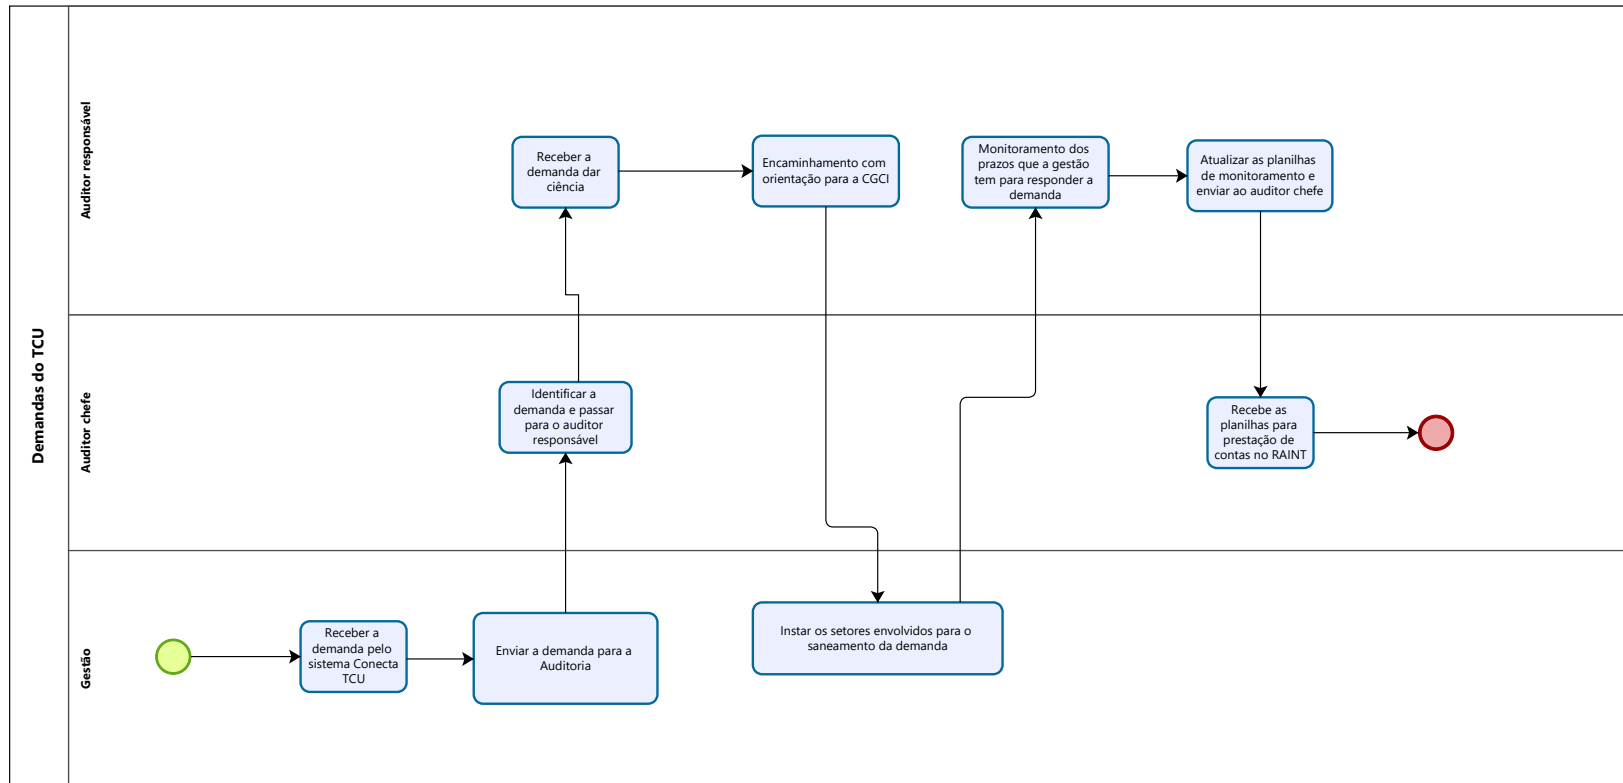 Demandas do TCU
Auditor responsável
Receber a
demanda dar
ciência
Encaminhamento com
orientação para a CGCI
Monitoramento dos
prazos que a gestão
tem para responder a
demanda
Atualizar as planilhas
de monitoramento e
enviar ao auditor chefe
Auditor chefe
Identificar a
demanda e passar
para o auditor
responsável
Recebe as
planilhas para
prestação de
contas no RAINT
Gestão
Receber a
demanda pelo
sistema Conecta
TCU
Enviar a demanda para a
Auditoria
Instar os setores envolvidos para o
saneamento da demanda